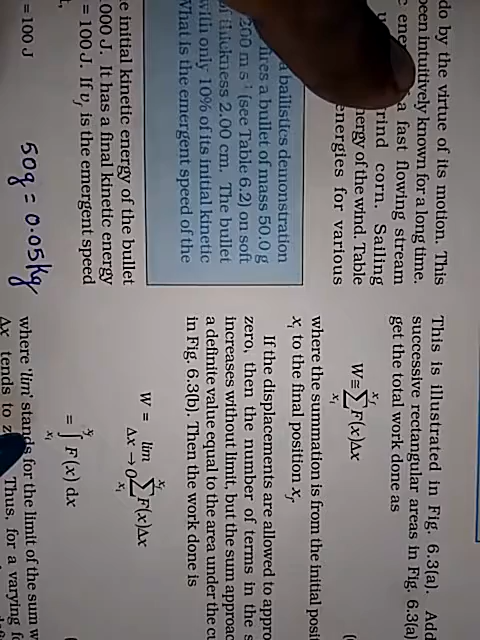 do by the virtue of its motion. This
been intuitively known for a long time.
a fast flowing stream
rind corn. Sailing
energy of the wind. Table
energies for various
a ballistics demonstration
a bullet of mass 50.0 g
200 m s⁻¹ (see Table 6.2) on soft
thickness 2.00 cm. The bullet
with only 10% of its initial kinetic
What is the emergent speed of the
initial kinetic energy of the bullet
000 J. It has a final kinetic energy
= 100 J. If v_f is the emergent speed
= 100 J
50g = 0.05kg
This is illustrated in Fig. 6.3(a).
successive rectangular areas in Fig. 6.3(a)
get the total work done as
W ≅ ∑_{x_i}^{x_f} F(x)Δx
where the summation is from the initial
x_i to the final position x_f.
If the displacements are allowed to
zero, then the number of terms in the
increases without limit, but the sum
a definite value equal to the area under the
in Fig. 6.3(b). Then the work done is
W = lim_{Δx → 0} ∑_{x_i}^{x_f} F(x)Δx
= ∫_{x_i}^{x_f} F(x) dx
where 'lim' stands for the limit of the sum
Δx tends to
Thus, for a varying